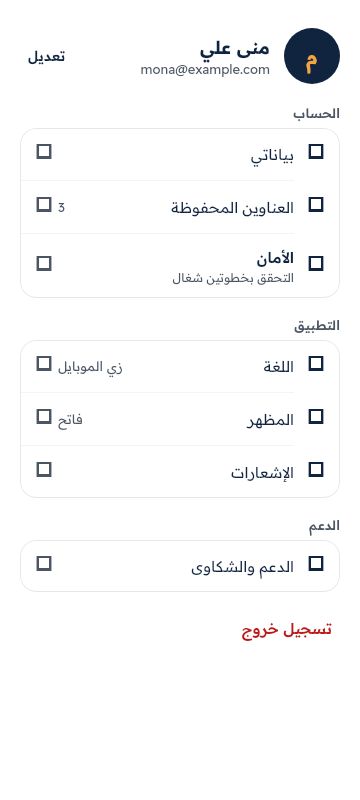 م
منى علي
mona@example.com
تعديل
الحساب
بياناتي
العناوين المحفوظة 3
الأمان
التحقق بخطوتين شغال
التطبيق
اللغة زي الموبايل
المظهر فاتح
الإشعارات
الدعم
الدعم والشكاوى
تسجيل خروج